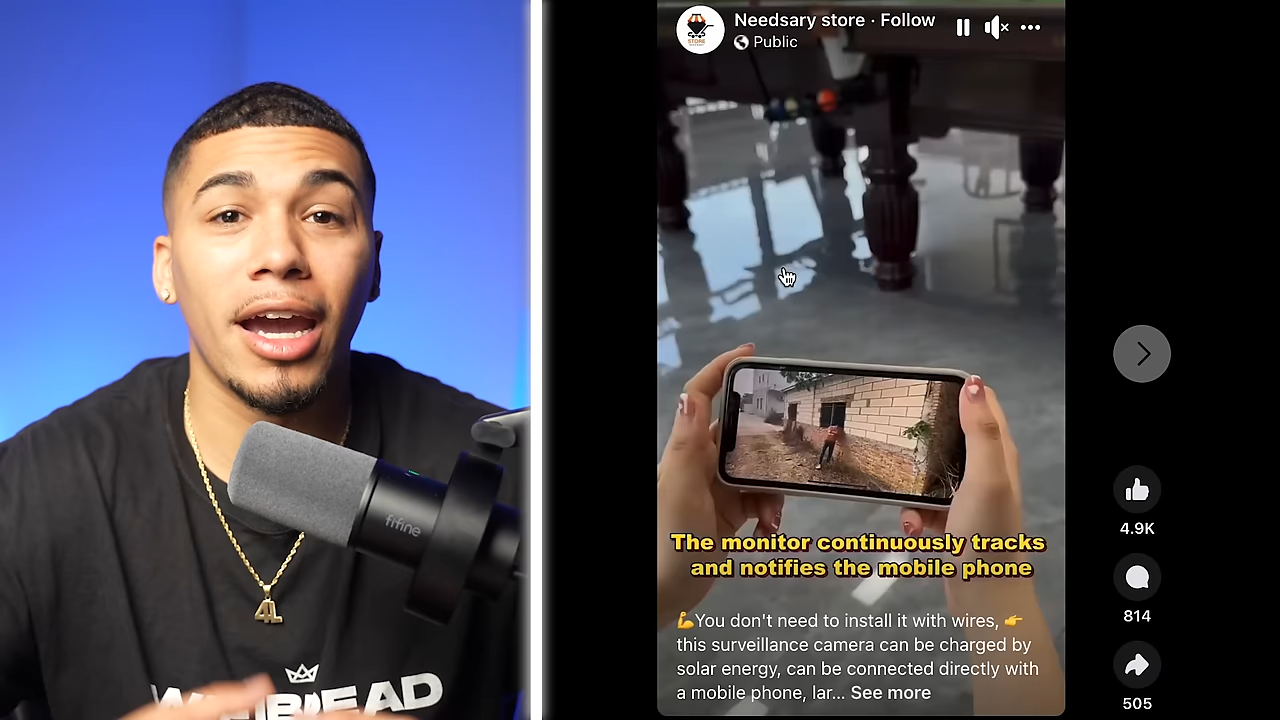 fifine
4L
Needsary store · Follow
Public
STORE
The monitor continuously tracks
and notifies the mobile phone
💪You don't need to install it with wires, 👉
this surveillance camera can be charged by
solar energy, can be connected directly with
a mobile phone, lar... See more
4.9K
814
505